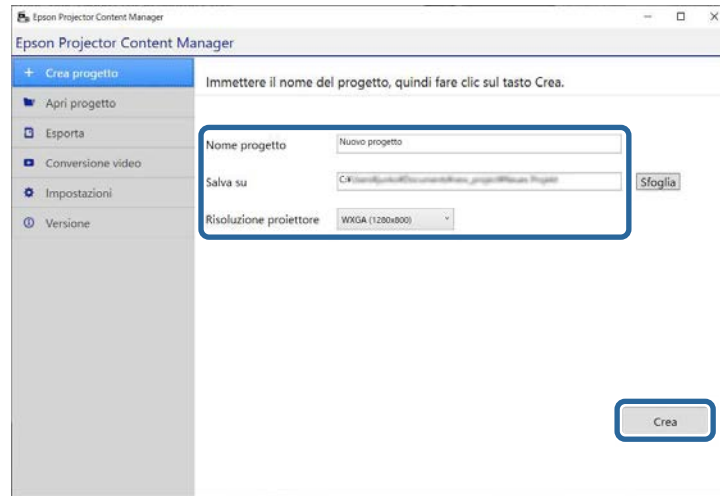 Epson Projector Content Manager
Epson Projector Content Manager
+ Crea progetto
Apri progetto
Esporta
Conversione video
Impostazioni
Versione
Immettere il nome del progetto, quindi fare clic sul tasto Crea.
Nome progetto Nuovo progetto
Salva su C:¥ Sfoglia
Risoluzione proiettore WXGA (1280x800)
Crea